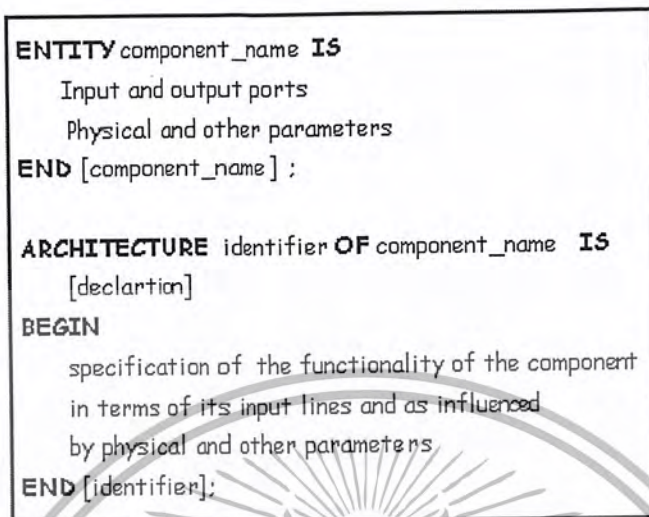 ENTITY component_name IS
Input and output ports
Physical and other parameters
END [component_name] ;
ARCHITECTURE identifier OF component_name IS
[declartion]
BEGIN
specification of the functionality of the component
in terms of its input lines and as influenced
by physical and other parameters
END [identifier];